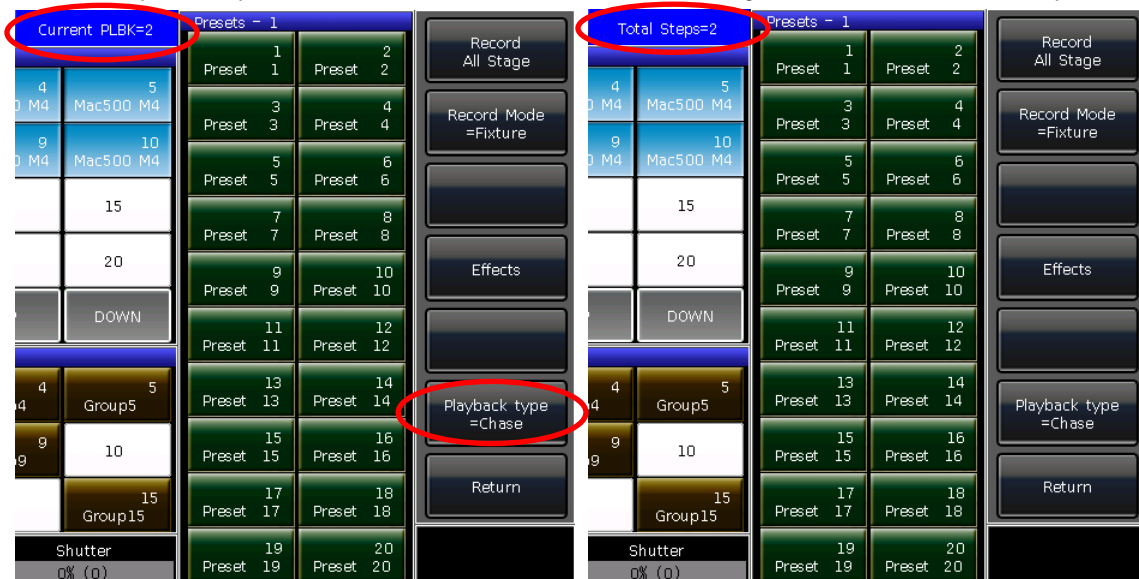 Current PLBK=2
4
M4
5
Mac500 M4
9
M4
10
Mac500 M4
15
20
DOWN
4
5
Group5
9
10
15
Group15
Shutter
0% (0)
Presets - 1
1
Preset 1
2
Preset 2
3
Preset 3
4
Preset 4
5
Preset 5
6
Preset 6
7
Preset 7
8
Preset 8
9
Preset 9
10
Preset 10
11
Preset 11
12
Preset 12
13
Preset 13
14
Preset 14
15
Preset 15
16
Preset 16
17
Preset 17
18
Preset 18
19
Preset 19
20
Preset 20
Record
All Stage
Record Mode
=Fixture
Effects
Playback type
=Chase
Return
Total Steps=2
4
M4
5
Mac500 M4
9
M4
10
Mac500 M4
15
20
DOWN
4
5
Group5
9
10
15
Group15
Shutter
0% (0)
Presets - 1
1
Preset 1
2
Preset 2
3
Preset 3
4
Preset 4
5
Preset 5
6
Preset 6
7
Preset 7
8
Preset 8
9
Preset 9
10
Preset 10
11
Preset 11
12
Preset 12
13
Preset 13
14
Preset 14
15
Preset 15
16
Preset 16
17
Preset 17
18
Preset 18
19
Preset 19
20
Preset 20
Record
All Stage
Record Mode
=Fixture
Effects
Playback type
=Chase
Return